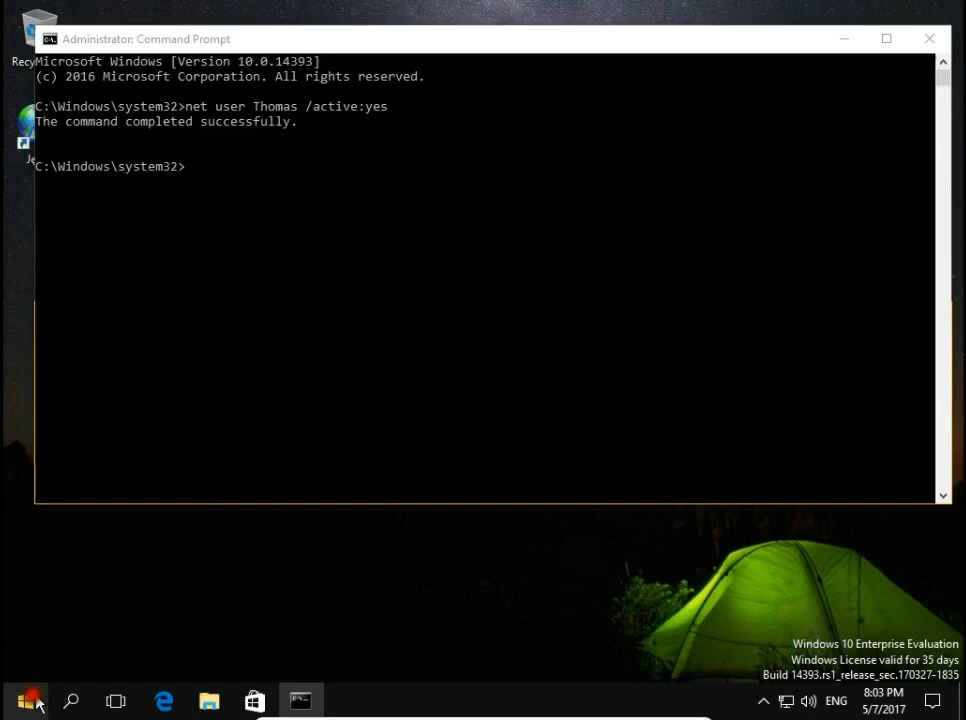 Administrator: Command Prompt
Recy
Microsoft Windows [Version 10.0.14393]
(c) 2016 Microsoft Corporation. All rights reserved.
C:\Windows\system32>net user Thomas /active:yes
The command completed successfully.
Je
C:\Windows\system32>
Windows 10 Enterprise Evaluation
Windows License valid for 35 days
Build 14393.rs1_release_sec.170327-1835
ENG
8:03 PM
5/7/2017